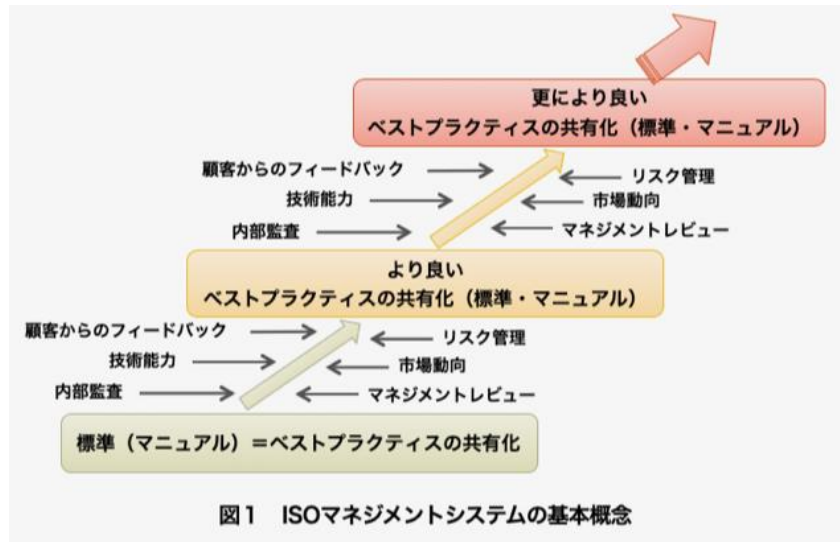 更により良い
ベストプラクティスの共有化（標準・マニュアル）
顧客からのフィードバック
リスク管理
技術能力
市場動向
内部監査
マネジメントレビュー
より良い
ベストプラクティスの共有化（標準・マニュアル）
顧客からのフィードバック
リスク管理
技術能力
市場動向
内部監査
マネジメントレビュー
標準（マニュアル）＝ベストプラクティスの共有化
図1　ISOマネジメントシステムの基本概念